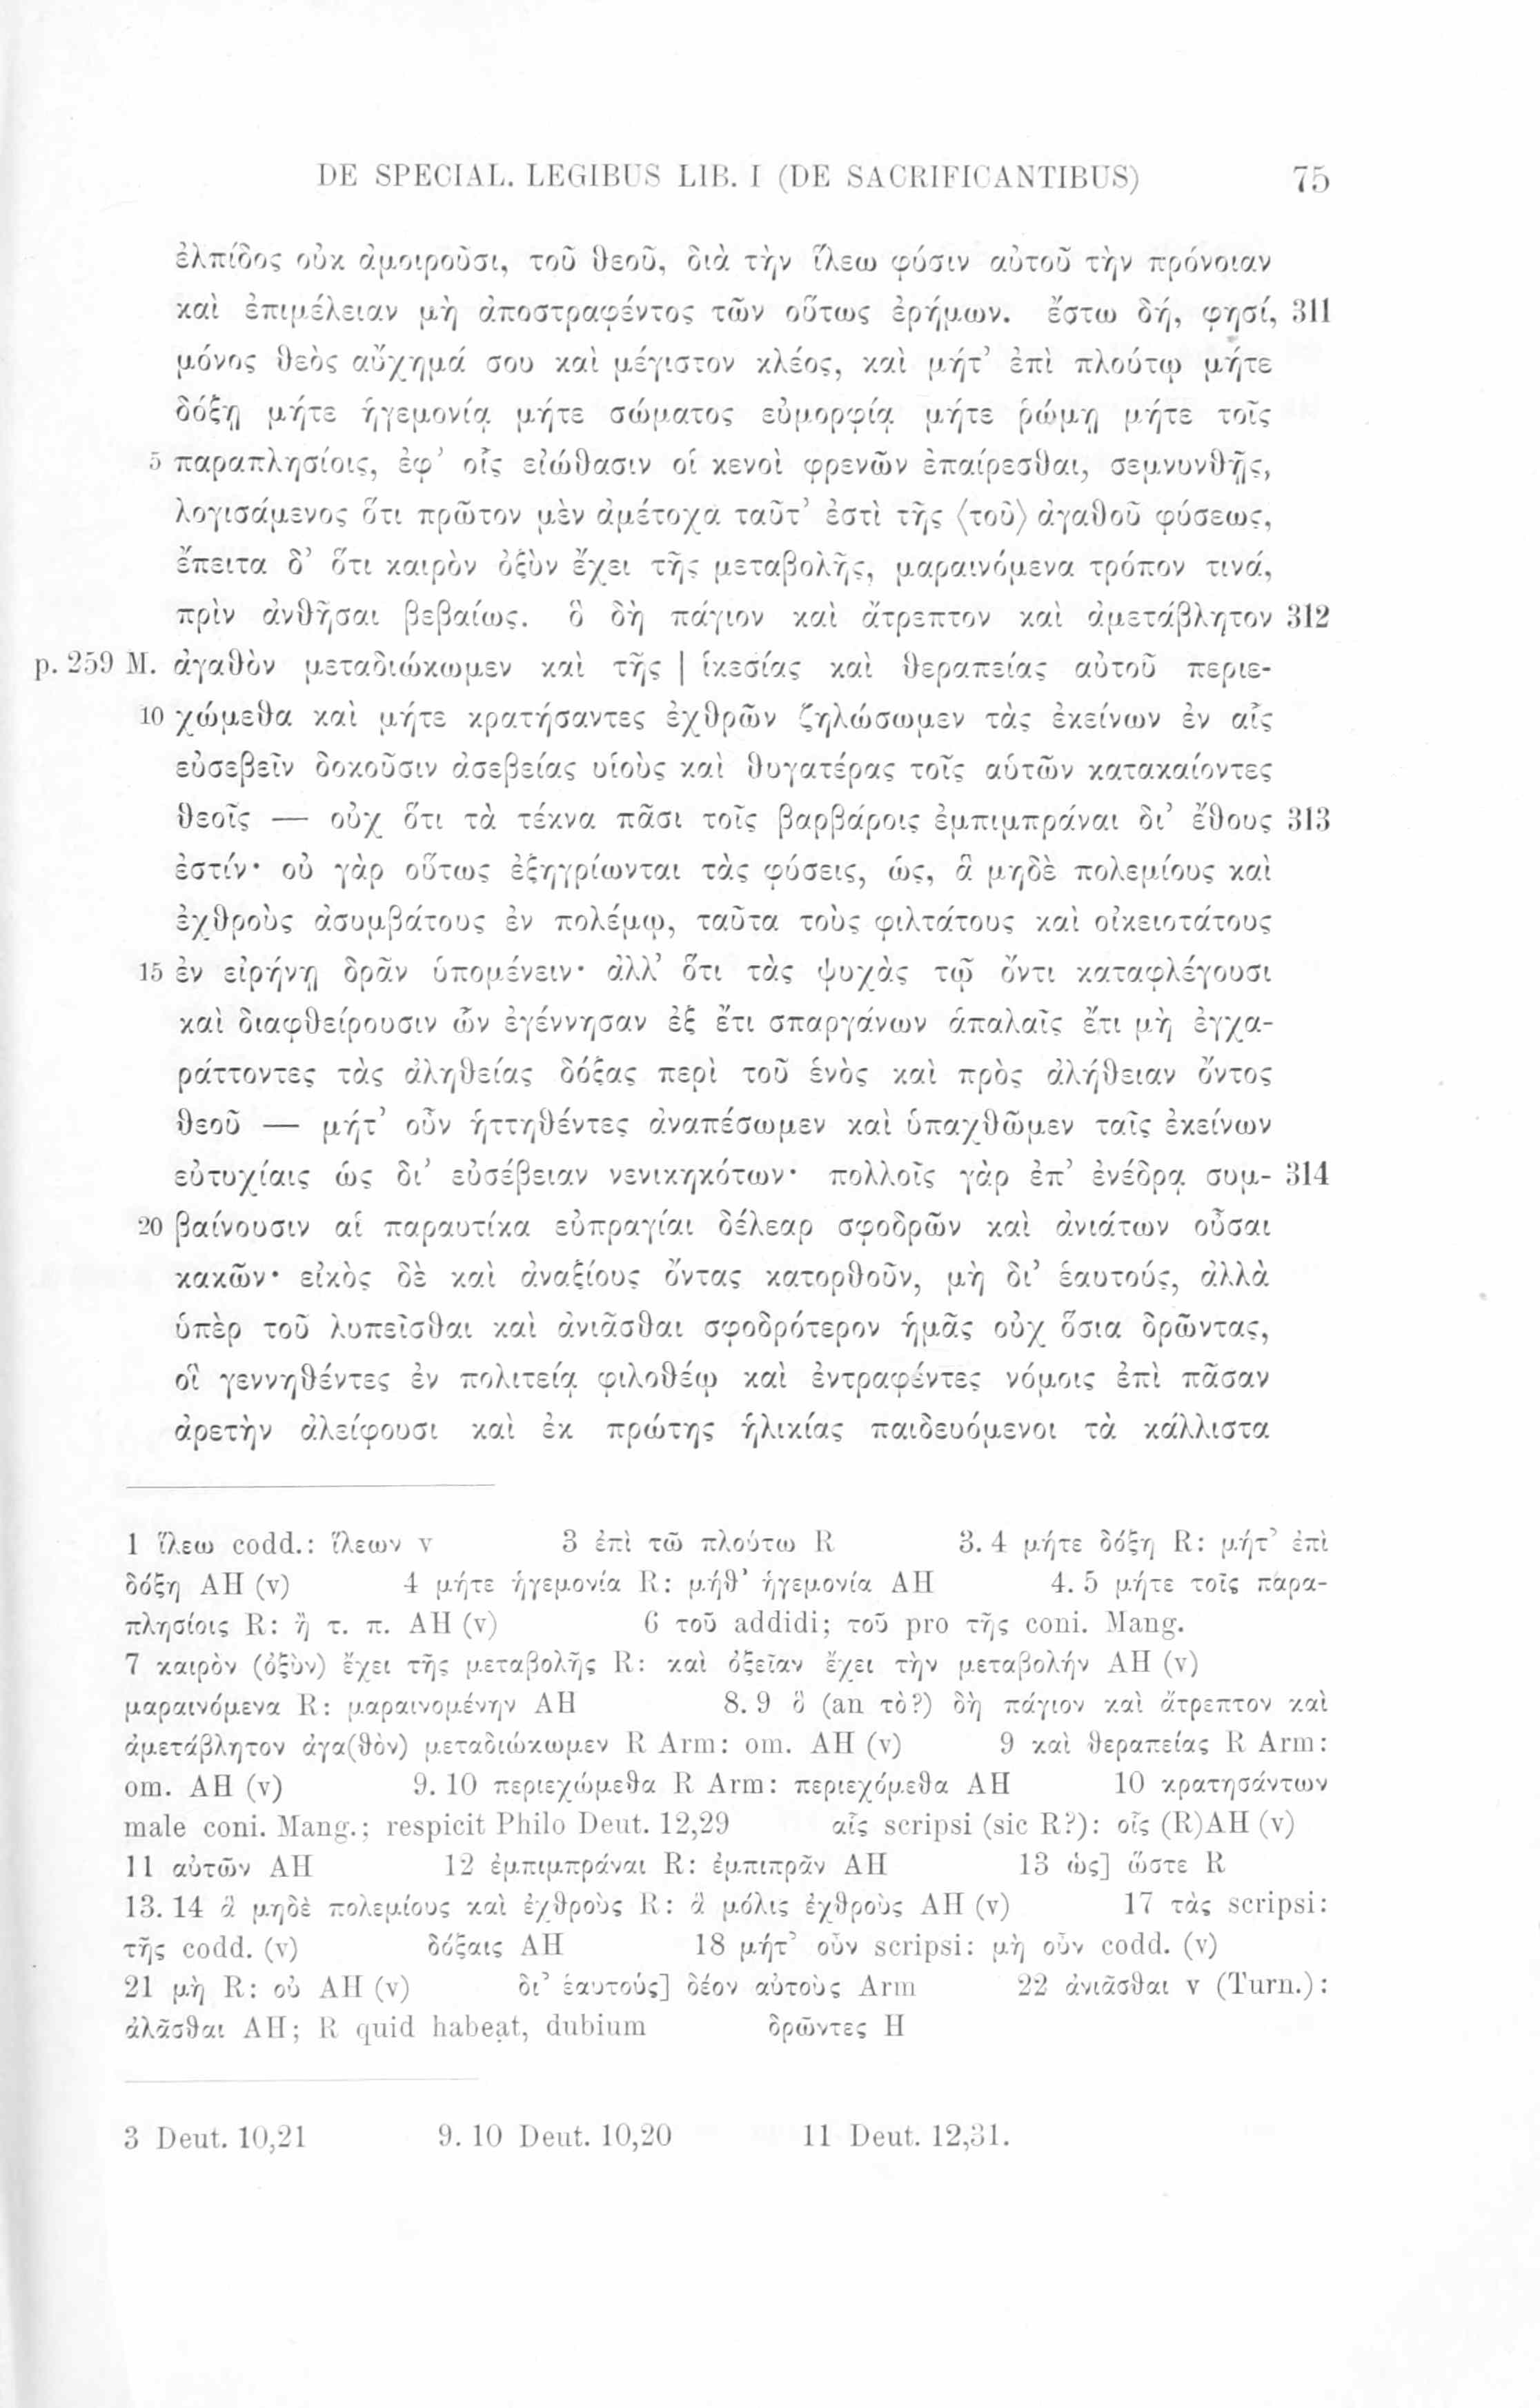 DE SPECIAL. LEGIBUS LIB. I (DE SACRIFICANTIBUS) 75
ἐλπίδος οὐκ ἀμοιροῦσι, τοῦ θεοῦ, διὰ τὴν ἵλεω φύσιν αὐτοῦ τὴν πρόνοιαν
καὶ ἐπιμέλειαν μὴ ἀποστραφέντος τῶν οὕτως ἐρήμων. ἔστω δή, φησί, 311
μόνος θεὸς αὔχημά σου καὶ μέγιστον κλέος, καὶ μήτ’ ἐπὶ πλούτῳ μήτε
δόξῃ μήτε ἡγεμονίᾳ μήτε σώματος εὐμορφίᾳ μήτε ῥώμῃ μήτε τοῖς
5 παραπλησίοις, ἐφ’ οἷς εἰώθασιν οἱ κενοὶ φρενῶν ἐπαίρεσθαι, σεμνυνθῇς,
λογισάμενος ὅτι πρῶτον μὲν ἀμέτοχα ταῦτ’ ἐστὶ τῆς ⟨τοῦ⟩ ἀγαθοῦ φύσεως,
ἔπειτα δ’ ὅτι καιρὸν ὀξὺν ἔχει τῆς μεταβολῆς, μαραινόμενα τρόπον τινά,
πρὶν ἀνθῆσαι βεβαίως. ὃ δὴ πάγιον καὶ ἄτρεπτον καὶ ἀμετάβλητον 312
p. 259 M. ἀγαθὸν μεταδιώκωμεν καὶ τῆς | ἱκεσίας καὶ θεραπείας αὐτοῦ περιε-
10 χώμεθα καὶ μήτε κρατήσαντες ἐχθρῶν ζηλώσωμεν τὰς ἐκείνων ἐν αἷς
εὐσεβεῖν δοκοῦσιν ἀσεβείας υἱοὺς καὶ θυγατέρας τοῖς αὑτῶν κατακαίοντες
θεοῖς — οὐχ ὅτι τὰ τέκνα πᾶσι τοῖς βαρβάροις ἐμπιμπράναι δι’ ἔθους 313
ἐστίν· οὐ γὰρ οὕτως ἐξηγρίωνται τὰς φύσεις, ὡς, ἃ μηδὲ πολεμίους καὶ
ἐχθροὺς ἀσυμβάτους ἐν πολέμῳ, ταῦτα τοὺς φιλτάτους καὶ οἰκειοτάτους
15 ἐν εἰρήνῃ δρᾶν ὑπομένειν· ἀλλ’ ὅτι τὰς ψυχὰς τῷ ὄντι καταφλέγουσι
καὶ διαφθείρουσιν ὧν ἐγέννησαν ἐξ ἔτι σπαργάνων ἁπαλαῖς ἔτι μὴ ἐγχα-
ράττοντες τὰς ἀληθείας δόξας περὶ τοῦ ἑνὸς καὶ πρὸς ἀλήθειαν ὄντος
θεοῦ — μήτ’ οὖν ἡττηθέντες ἀναπέσωμεν καὶ ὑπαχθῶμεν ταῖς ἐκείνων
εὐτυχίαις ὡς δι’ εὐσέβειαν νενικηκότων· πολλοῖς γὰρ ἐπ’ ἐνέδρᾳ συμ- 314
20 βαίνουσιν αἱ παραυτίκα εὐπραγίαι δέλεαρ σφοδρῶν καὶ ἀνιάτων οὖσαι
κακῶν· εἰκὸς δὲ καὶ ἀναξίους ὄντας κατορθοῦν, μὴ δι’ ἑαυτούς, ἀλλὰ
ὑπὲρ τοῦ λυπεῖσθαι καὶ ἀνιᾶσθαι σφοδρότερον ἡμᾶς οὐχ ὅσια δρῶντας,
οἳ γεννηθέντες ἐν πολιτείᾳ φιλοθέῳ καὶ ἐντραφέντες νόμοις ἐπὶ πᾶσαν
ἀρετὴν ἀλείφουσι καὶ ἐκ πρώτης ἡλικίας παιδευόμενοι τὰ κάλλιστα
1 ἵλεω codd.: ἵλεων v 3 ἐπὶ τῶ πλούτω R 3. 4 μήτε δόξη R: μήτ’ ἐπὶ
δόξη AH (v) 4 μήτε ἡγεμονία R: μήθ’ ἡγεμονία AH 4. 5 μήτε τοῖς παρα-
πλησίοις R: ἢ τ. π. AH (v) 6 τοῦ addidi; τοῦ pro τῆς coni. Mang.
7 καιρὸν (ὀξὺν) ἔχει τῆς μεταβολῆς R: καὶ ὀξεῖαν ἔχει τὴν μεταβολήν AH (v)
μαραινόμενα R: μαραινομένην AH 8. 9 ὃ (an τὸ?) δὴ πάγιον καὶ ἄτρεπτον καὶ
ἀμετάβλητον ἀγα(θὸν) μεταδιώκωμεν R Arm: om. AH (v) 9 καὶ θεραπείας R Arm:
om. AH (v) 9. 10 περιεχώμεθα R Arm: περιεχόμεθα AH 10 κρατησάντων
male coni. Mang.; respicit Philo Deut. 12,29 αἷς scripsi (sic R?): οἷς (R)AH (v)
11 αὐτῶν AH 12 ἐμπιμπράναι R: ἐμπιπρᾶν AH 13 ὡς] ὥστε R
13. 14 ἃ μηδὲ πολεμίους καὶ ἐχθροὺς R: ἃ μόλις ἐχθροὺς AH (v) 17 τὰς scripsi:
τῆς codd. (v) δόξαις AH 18 μήτ’ οὖν scripsi: μὴ οὖν codd. (v)
21 μὴ R: οὐ AH (v) δι’ ἑαυτούς] δέον αὐτοὺς Arm 22 ἀνιᾶσθαι v (Turn.):
ἀλᾶσθαι AH; R quid habeat, dubium δρῶντες H
3 Deut. 10,21 9. 10 Deut. 10,20 11 Deut. 12,31.